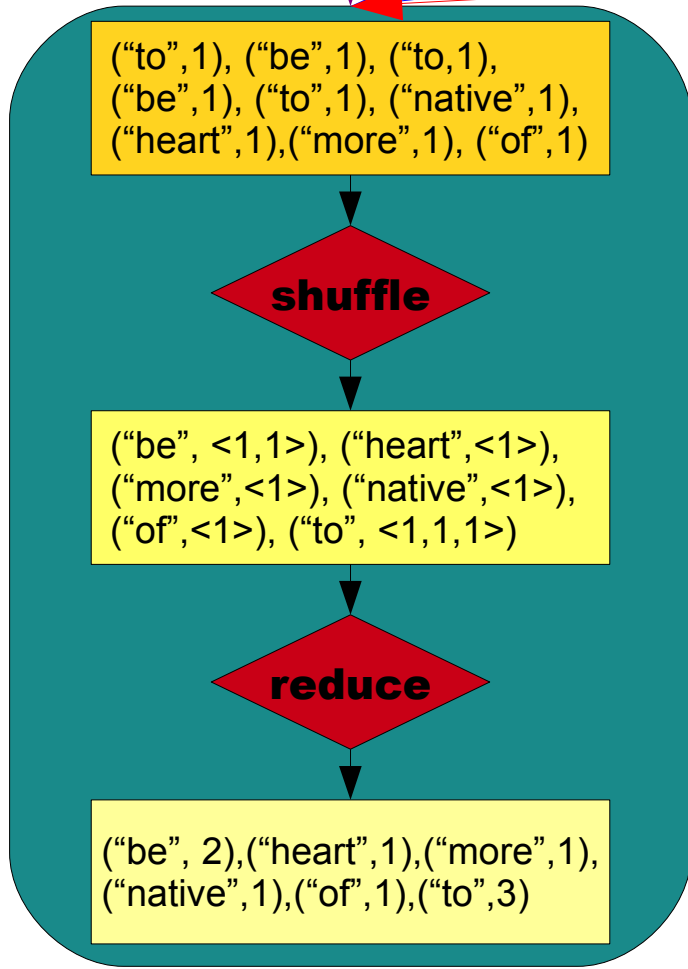 (“to”,1), (“be”,1), (“to,1),
(“be”,1), (“to”,1), (“native”,1),
(“heart”,1),(“more”,1), (“of”,1)
shuffle
(“be”, <1,1>), (“heart”,<1>),
(“more”,<1>), (“native”,<1>),
(“of”,<1>), (“to”, <1,1,1>)
reduce
(“be”, 2),(“heart”,1),(“more”,1),
(“native”,1),(“of”,1),(“to”,3)